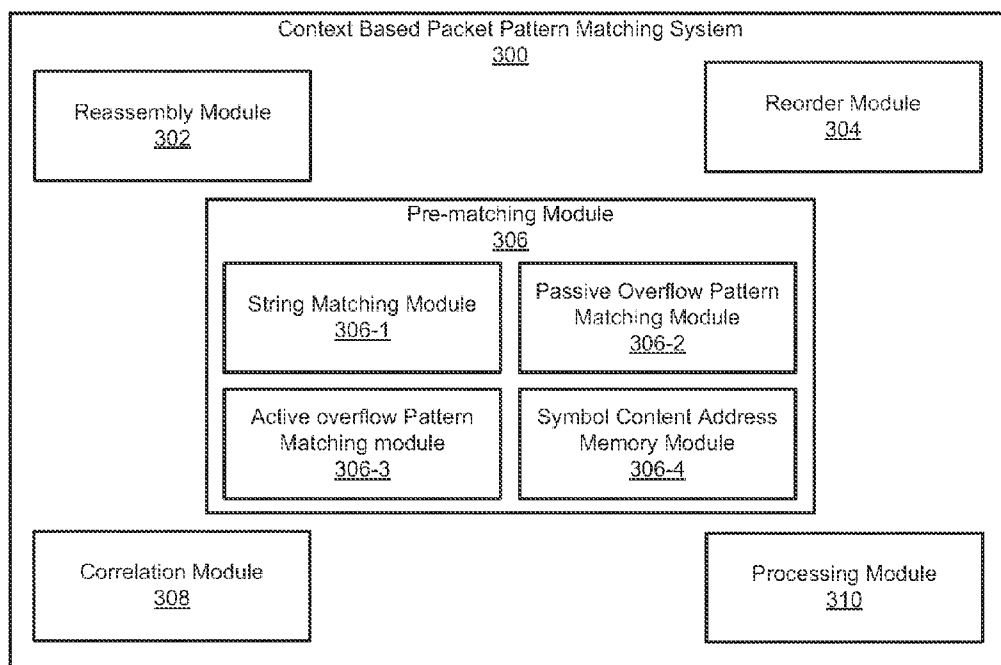 Context Based Packet Pattern Matching System
300
Reassembly Module
302
Reorder Module
304
Pre-matching Module
306
String Matching Module
306-1
Passive Overflow Pattern
Matching Module
306-2
Active overflow Pattern
Matching module
306-3
Symbol Content Address
Memory Module
306-4
Correlation Module
308
Processing Module
310